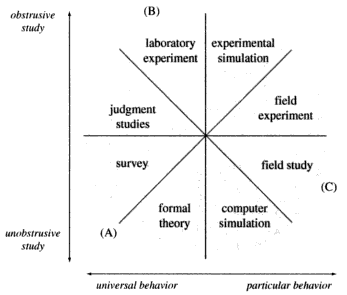 obstrusive
study
(B)
laboratory
experiment
experimental
simulation
judgment
studies
field
experiment
survey
field study
(C)
formal
theory
computer
simulation
(A)
unobstrusive
study
universal behavior
particular behavior